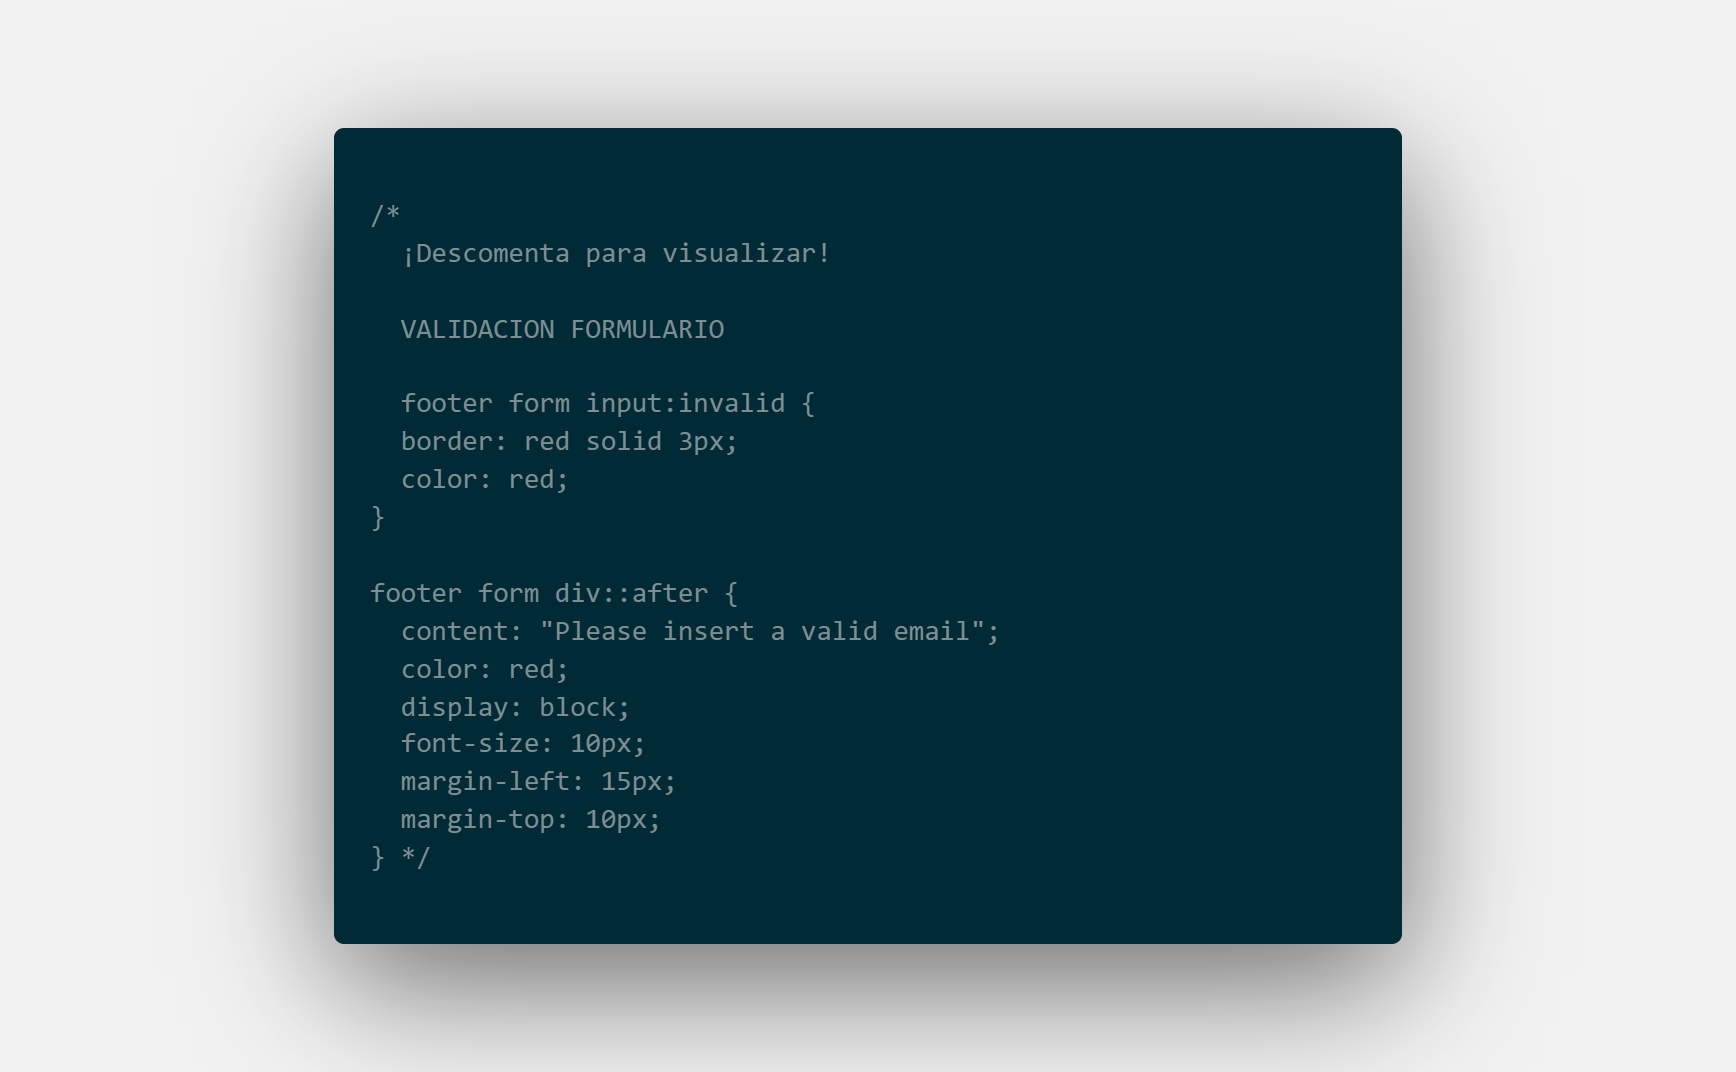 /*
¡Descomenta para visualizar!
VALIDACION FORMULARIO
footer form input:invalid {
border: red solid 3px;
color: red;
}
footer form div::after {
content: "Please insert a valid email";
color: red;
display: block;
font-size: 10px;
margin-left: 15px;
margin-top: 10px;
} */